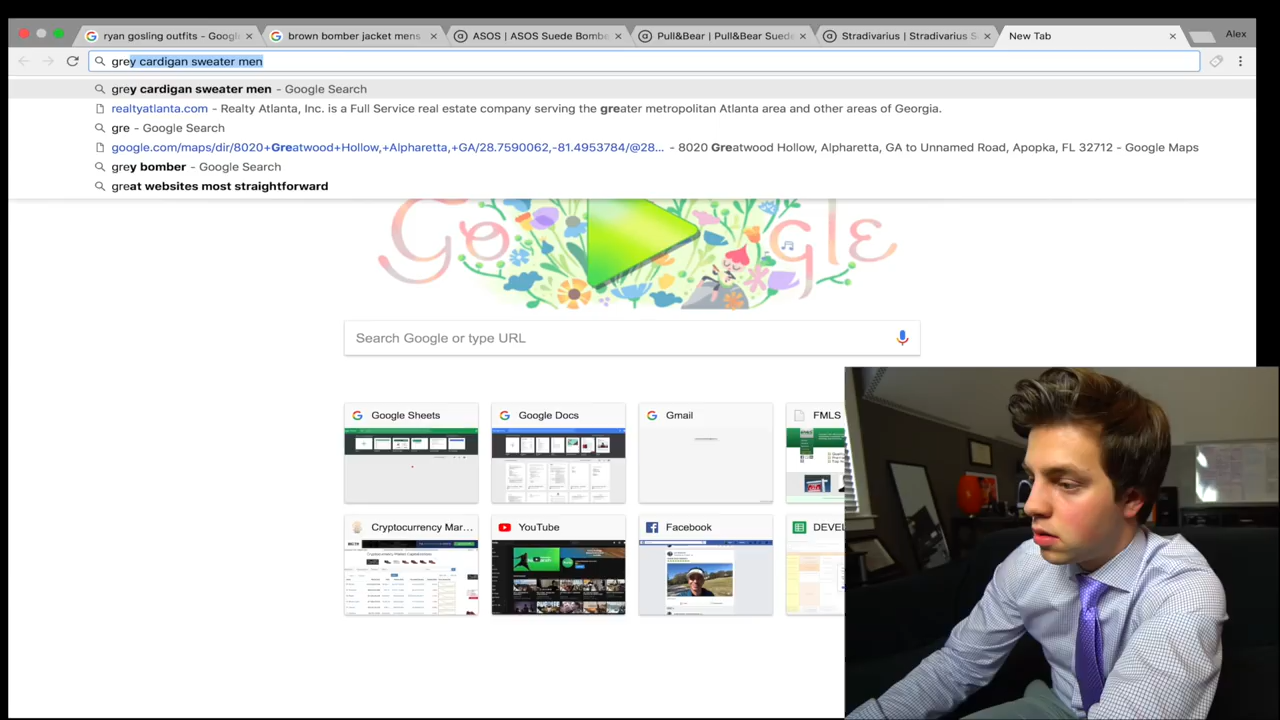 ryan gosling outfits - Googl
brown bomber jacket mens
ASOS | ASOS Suede Bombe
Pull&Bear | Pull&Bear Suede
Stradivarius | Stradivarius S
New Tab
Alex
grey cardigan sweater men
grey cardigan sweater men - Google Search
realtyatlanta.com - Realty Atlanta, Inc. is a Full Service real estate company serving the greater metropolitan Atlanta area and other areas of Georgia.
gre - Google Search
google.com/maps/dir/8020+Greatwood+Hollow,+Alpharetta,+GA/28.7590062,-81.4953784/@28... - 8020 Greatwood Hollow, Alpharetta, GA to Unnamed Road, Apopka, FL 32712 - Google Maps
grey bomber - Google Search
great websites most straightforward
Google
Search Google or type URL
Google Sheets
Google Docs
Gmail
FMLS
Cryptocurrency Mar...
YouTube
Facebook
DEVEL